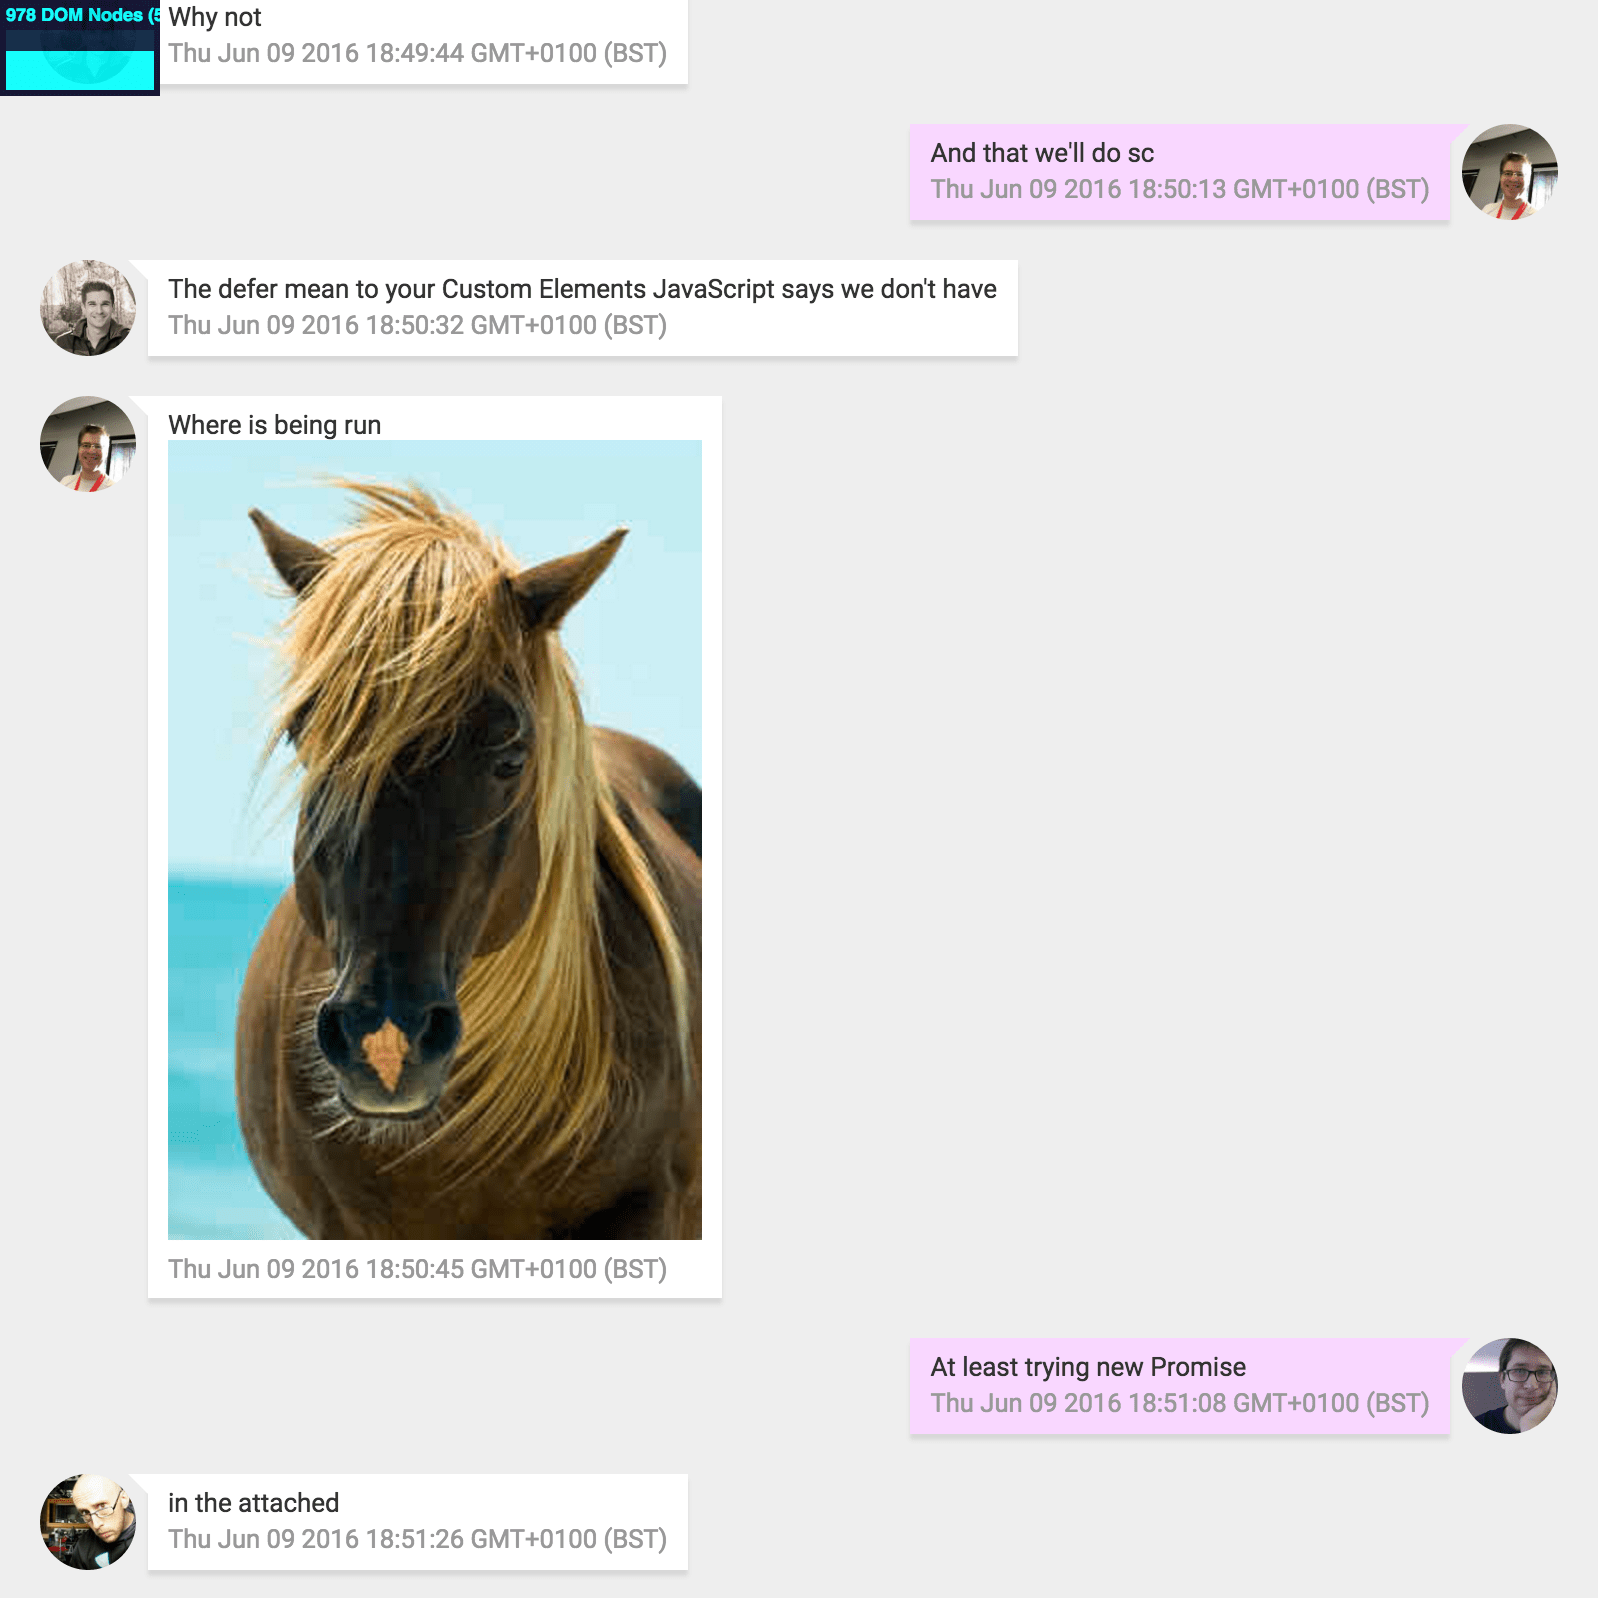 978 DOM Nodes
Why not
Thu Jun 09 2016 18:49:44 GMT+0100 (BST)
And that we'll do sc
Thu Jun 09 2016 18:50:13 GMT+0100 (BST)
The defer mean to your Custom Elements JavaScript says we don't have
Thu Jun 09 2016 18:50:32 GMT+0100 (BST)
Where is being run
Thu Jun 09 2016 18:50:45 GMT+0100 (BST)
At least trying new Promise
Thu Jun 09 2016 18:51:08 GMT+0100 (BST)
in the attached
Thu Jun 09 2016 18:51:26 GMT+0100 (BST)